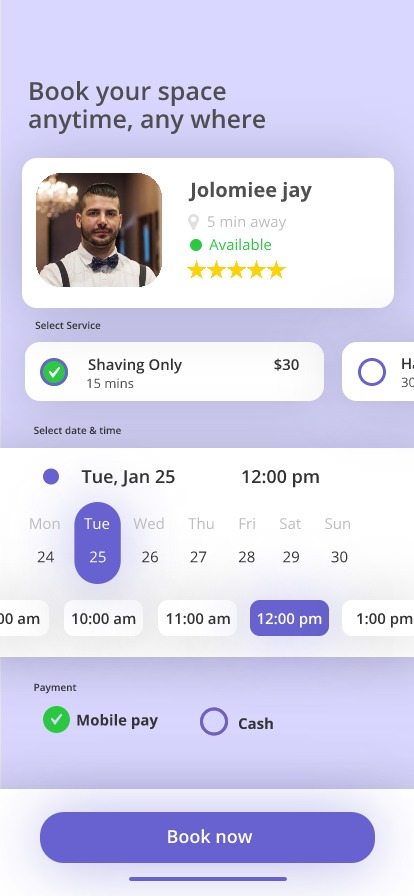 Book your space
anytime, any where
Jolomiee jay
5 min away
Available
Select Service
Shaving Only $30
15 mins
Select date & time
Tue, Jan 25 12:00 pm
Mon Tue Wed Thu Fri Sat Sun
24 25 26 27 28 29 30
00 am 10:00 am 11:00 am 12:00 pm 1:00 pm
Payment
Mobile pay Cash
Book now